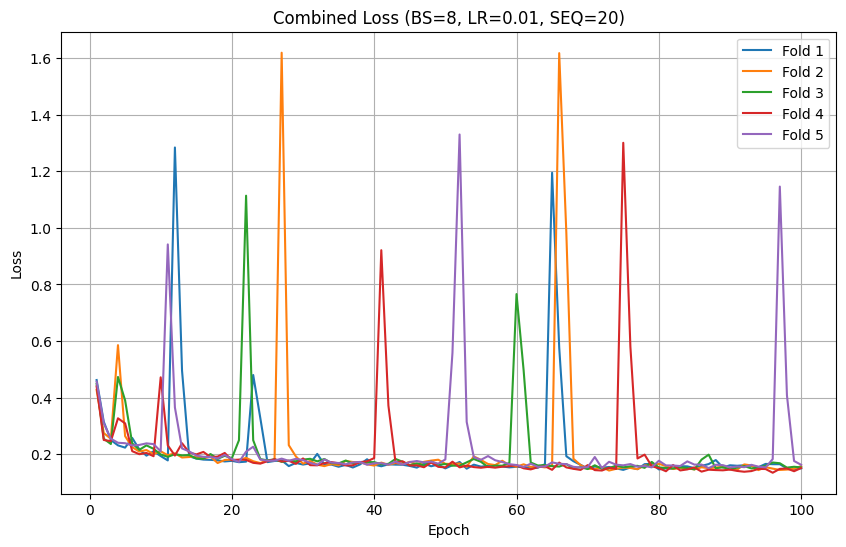 Combined Loss (BS=8, LR=0.01, SEQ=20)
Fold 1
Fold 2
Fold 3
Fold 4
Fold 5
Loss
1.6
1.4
1.2
1.0
0.8
0.6
0.4
0.2
0 20 40 60 80 100
Epoch